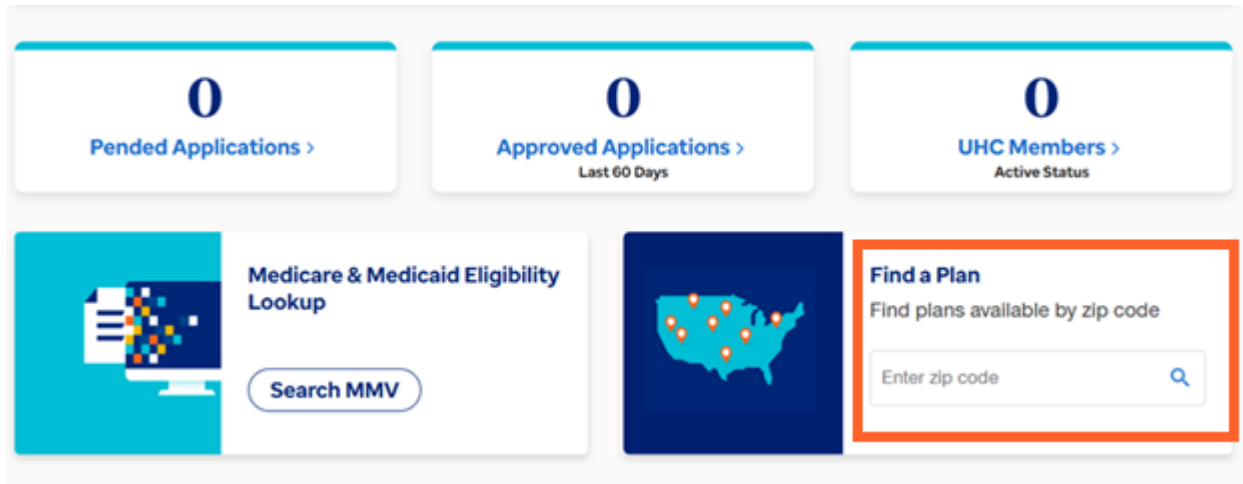 0
Pended Applications >
0
Approved Applications >
Last 60 Days
0
UHC Members >
Active Status
Medicare & Medicaid Eligibility
Lookup
Search MMV
Find a Plan
Find plans available by zip code
Enter zip code